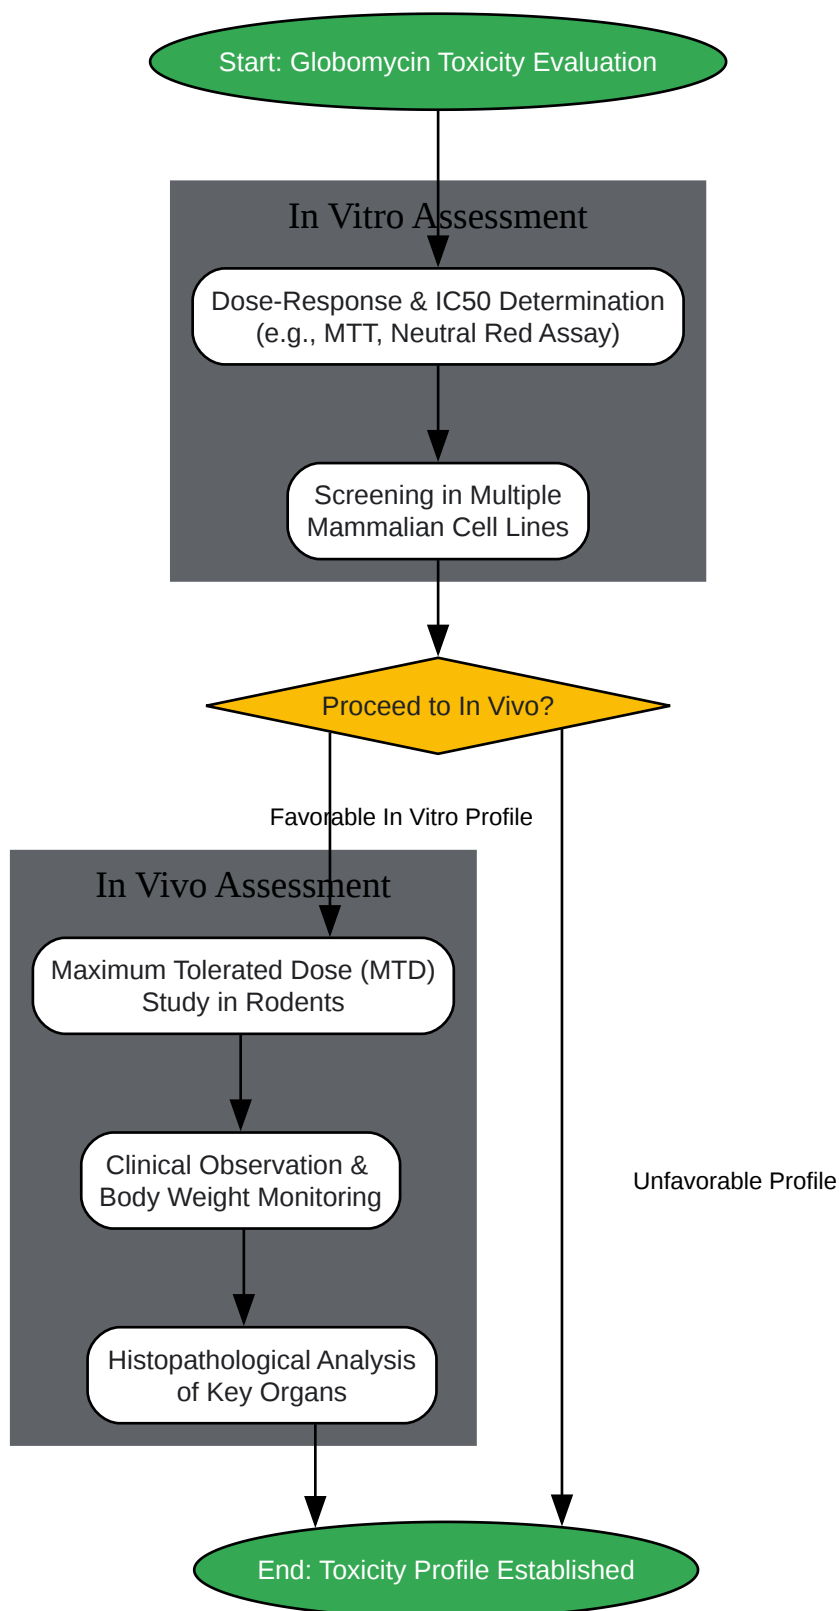 Start: Globomycin Toxicity Evaluation
In Vitro Assessment
Dose-Response & IC50 Determination
(e.g., MTT, Neutral Red Assay)
Screening in Multiple
Mammalian Cell Lines
Proceed to In Vivo?
Favorable In Vitro Profile
In Vivo Assessment
Maximum Tolerated Dose (MTD)
Study in Rodents
Clinical Observation &
Body Weight Monitoring
Unfavorable Profile
Histopathological Analysis
of Key Organs
End: Toxicity Profile Established